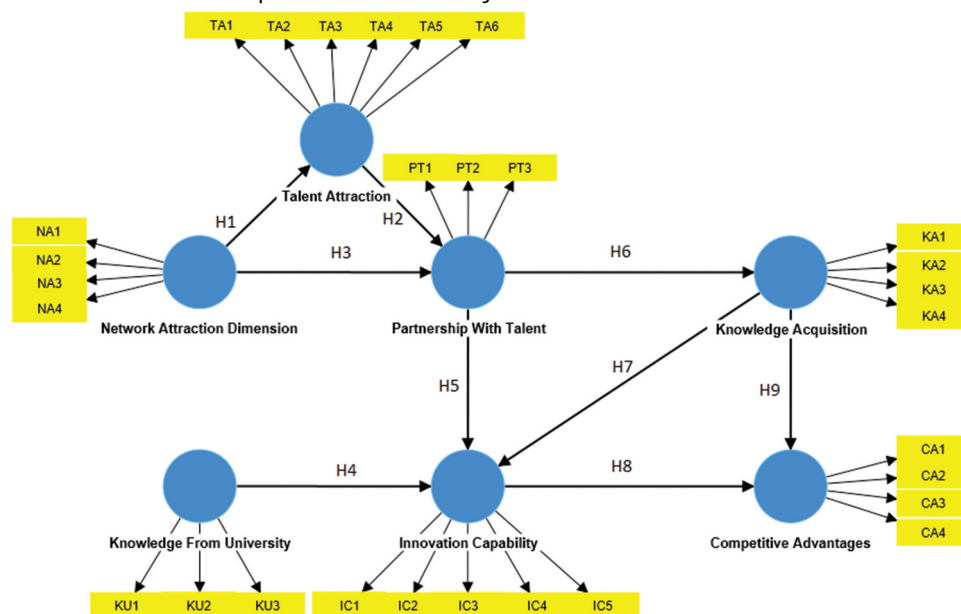 TA1 TA2 TA3 TA4 TA5 TA6
Talent Attraction
PT1 PT2 PT3
H1
H2
NA1
NA2
NA3
NA4
Network Attraction Dimension
H3
Partnership With Talent
H6
KA1
KA2
KA3
KA4
Knowledge Acquisition
H5
H7
H9
Knowledge From University
H4
Innovation Capability
H8
Competitive Advantages
CA1
CA2
CA3
CA4
KU1 KU2 KU3
IC1 IC2 IC3 IC4 IC5